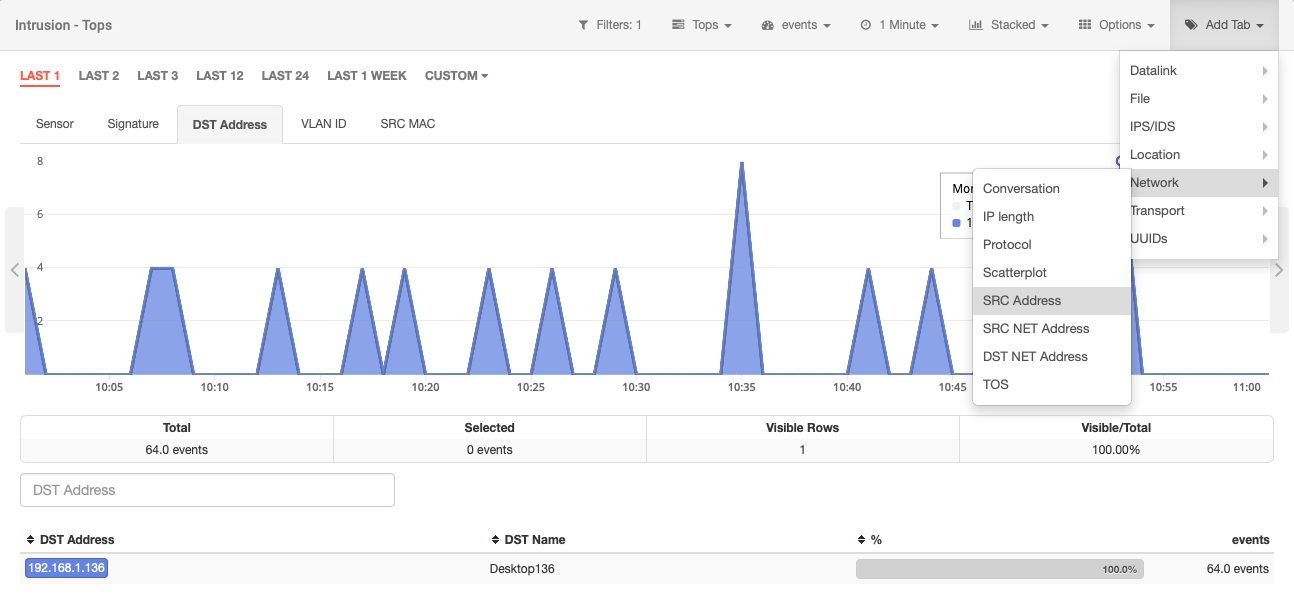 Intrusion - Tops
Filters: 1
Tops
events
1 Minute
Stacked
Options
Add Tab
LAST 1
LAST 2
LAST 3
LAST 12
LAST 24
LAST 1 WEEK
CUSTOM
Datalink
File
IPS/IDS
Location
Network
Transport
UUIDs
Sensor
Signature
DST Address
VLAN ID
SRC MAC
Conversation
IP length
Protocol
Scatterplot
SRC Address
SRC NET Address
DST NET Address
TOS
8
6
4
2
10:05
10:10
10:15
10:20
10:25
10:30
10:35
10:40
10:45
10:55
11:00
Total
Selected
Visible Rows
Visible/Total
64.0 events
0 events
1
100.00%
DST Address
DST Address
DST Name
%
events
192.168.1.136
Desktop136
100.0%
64.0 events